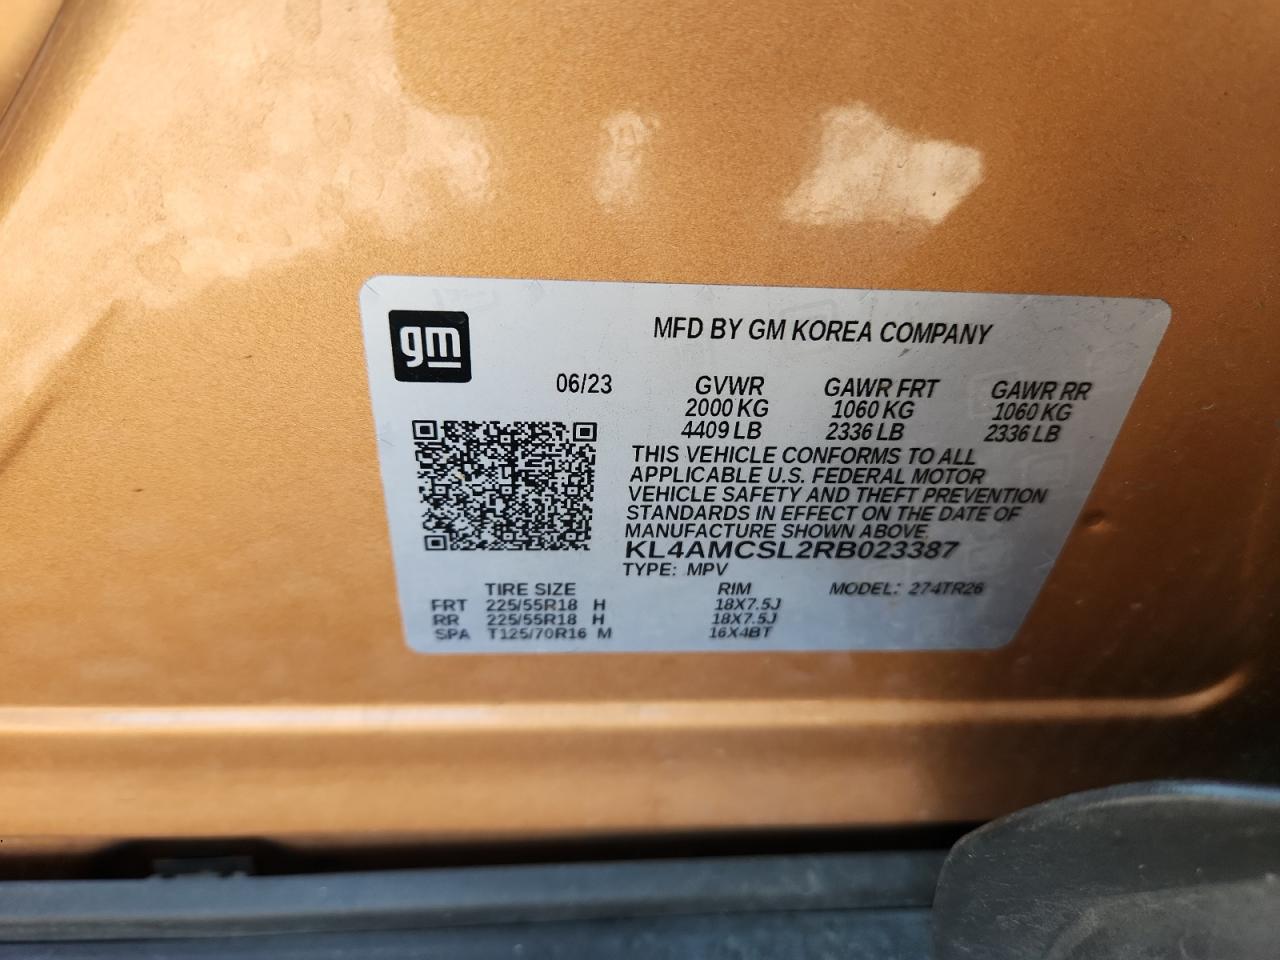 gm
MFD BY GM KOREA COMPANY
06/23 GVWR GAWR FRT GAWR RR
2000 KG 1060 KG 1060 KG
4409 LB 2336 LB 2336 LB
THIS VEHICLE CONFORMS TO ALL
APPLICABLE U.S. FEDERAL MOTOR
VEHICLE SAFETY AND THEFT PREVENTION
STANDARDS IN EFFECT ON THE DATE OF
MANUFACTURE SHOWN ABOVE.
KL4AMCSL2RB023387
TYPE: MPV
TIRE SIZE RIM MODEL: 274TR26
FRT 225/55R18 H 18X7.5J
RR 225/55R18 H 18X7.5J
SPA T125/70R16 M 16X4BT